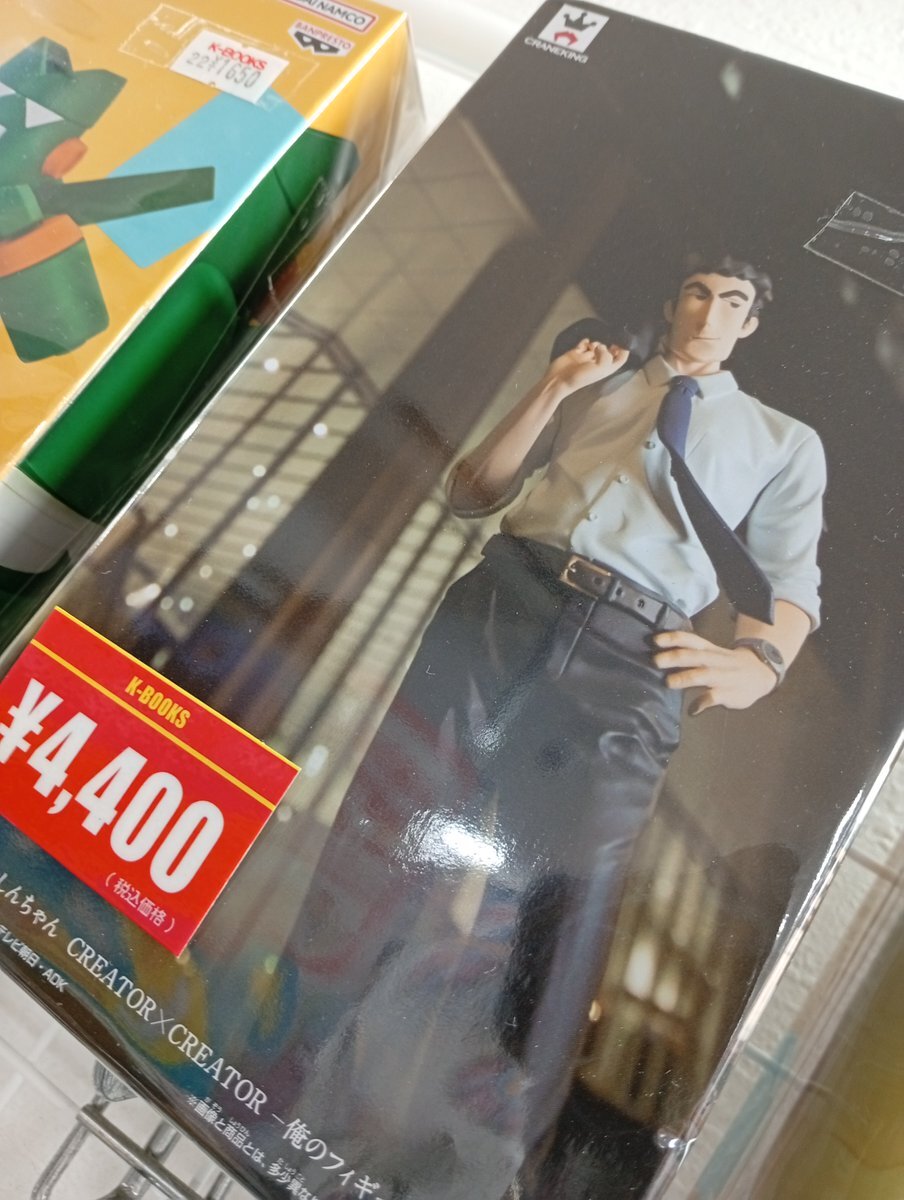 BANDAI NAMCO
BANPRESTO
K-BOOKS
22 ¥1650
CRANEKING
K-BOOKS
¥4,400
(税込価格)
しんちゃん CREATOR×CREATOR ―俺のフィギ
テレビ朝日・ADK
※画像と商品とは、多少異な